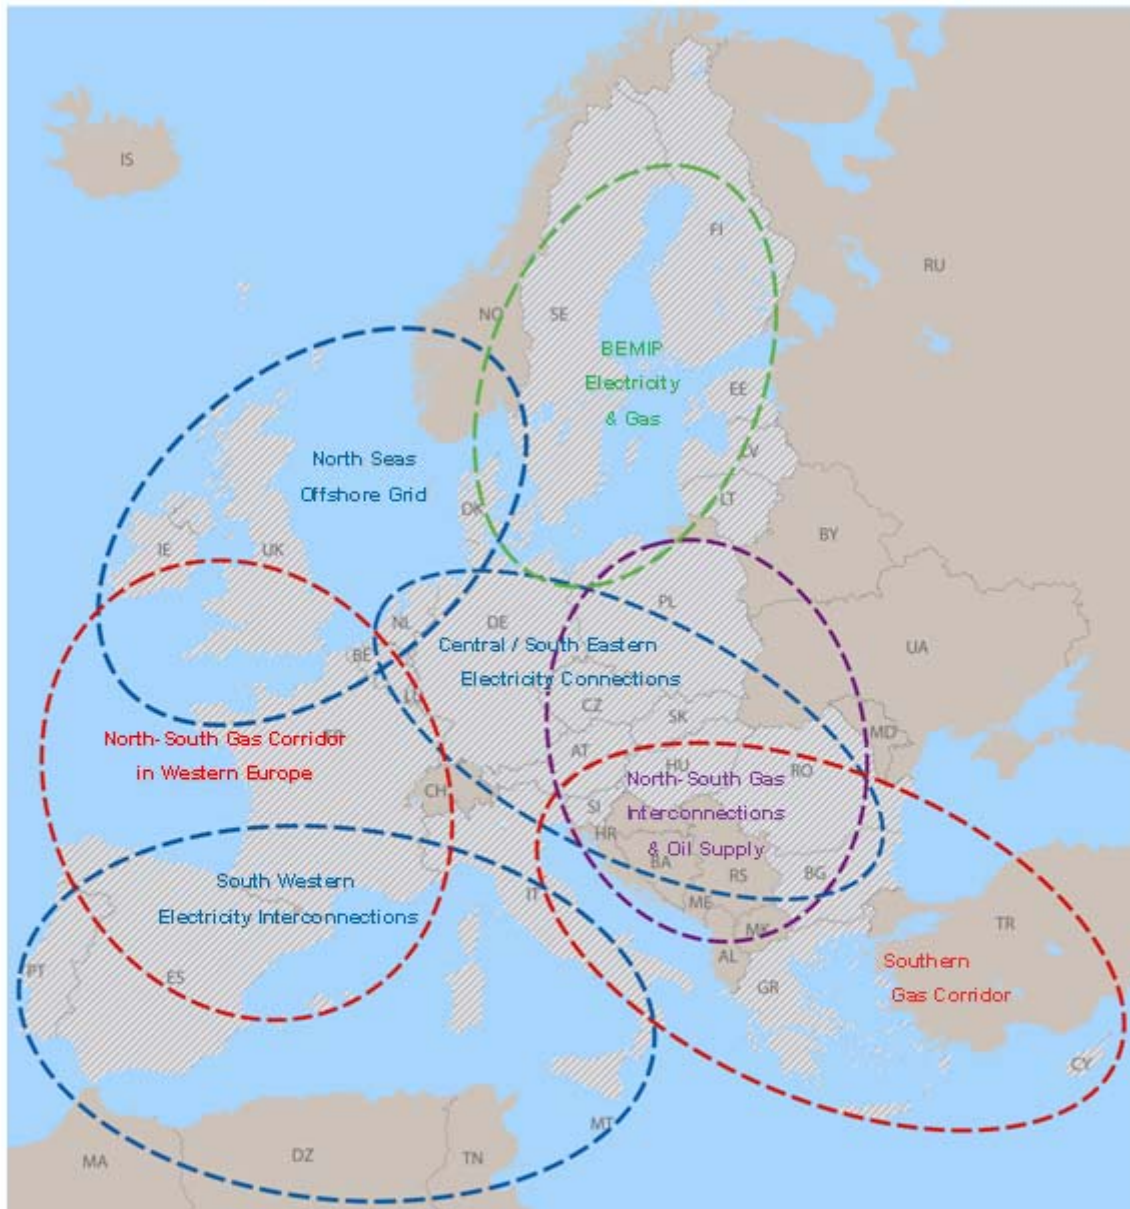 IS
FI
RU
NO
SE
BEMIP
Electricity
& Gas
EE
North Seas
Offshore Grid
LV
LT
DK
BY
IE
UK
PL
NL
DE
UA
Central / South Eastern
Electricity Connections
BE
LU
CZ
SK
MD
FR
North-South Gas Corridor
in Western Europe
AT
HU
RO
North-South Gas
Interconnections
& Oil Supply
CH
SI
HR
BA
RS
BG
South Western
Electricity Interconnections
IT
ME
MK
TR
AL
PT
ES
GR
Southern
Gas Corridor
CY
MT
MA
DZ
TN